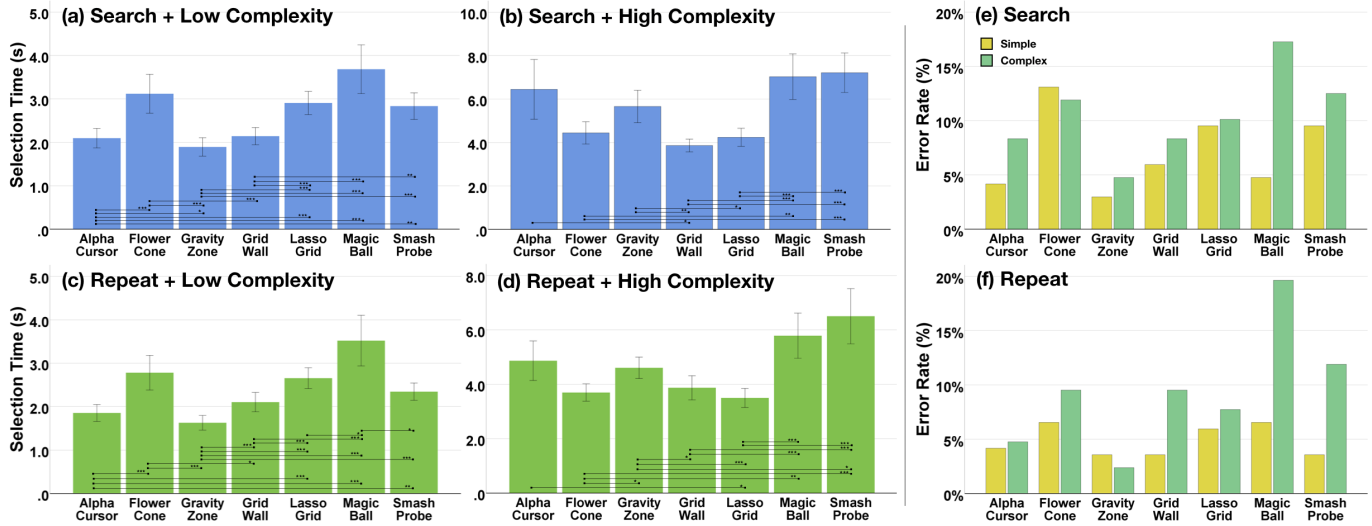 (a) Search + Low Complexity
Selection Time (s)
5.0
4.0
3.0
2.0
1.0
.0
Alpha Cursor
Flower Cone
Gravity Zone
Grid Wall
Lasso Grid
Magic Ball
Smash Probe
(b) Search + High Complexity
10.0
8.0
6.0
4.0
2.0
.0
Alpha Cursor
Flower Cone
Gravity Zone
Grid Wall
Lasso Grid
Magic Ball
Smash Probe
(e) Search
Simple
Complex
Error Rate (%)
20%
15%
10%
5%
0%
Alpha Cursor
Flower Cone
Gravity Zone
Grid Wall
Lasso Grid
Magic Ball
Smash Probe
(c) Repeat + Low Complexity
Selection Time (s)
5.0
4.0
3.0
2.0
1.0
.0
Alpha Cursor
Flower Cone
Gravity Zone
Grid Wall
Lasso Grid
Magic Ball
Smash Probe
(d) Repeat + High Complexity
8.0
6.0
4.0
2.0
.0
Alpha Cursor
Flower Cone
Gravity Zone
Grid Wall
Lasso Grid
Magic Ball
Smash Probe
(f) Repeat
Error Rate (%)
20%
15%
10%
5%
0%
Alpha Cursor
Flower Cone
Gravity Zone
Grid Wall
Lasso Grid
Magic Ball
Smash Probe